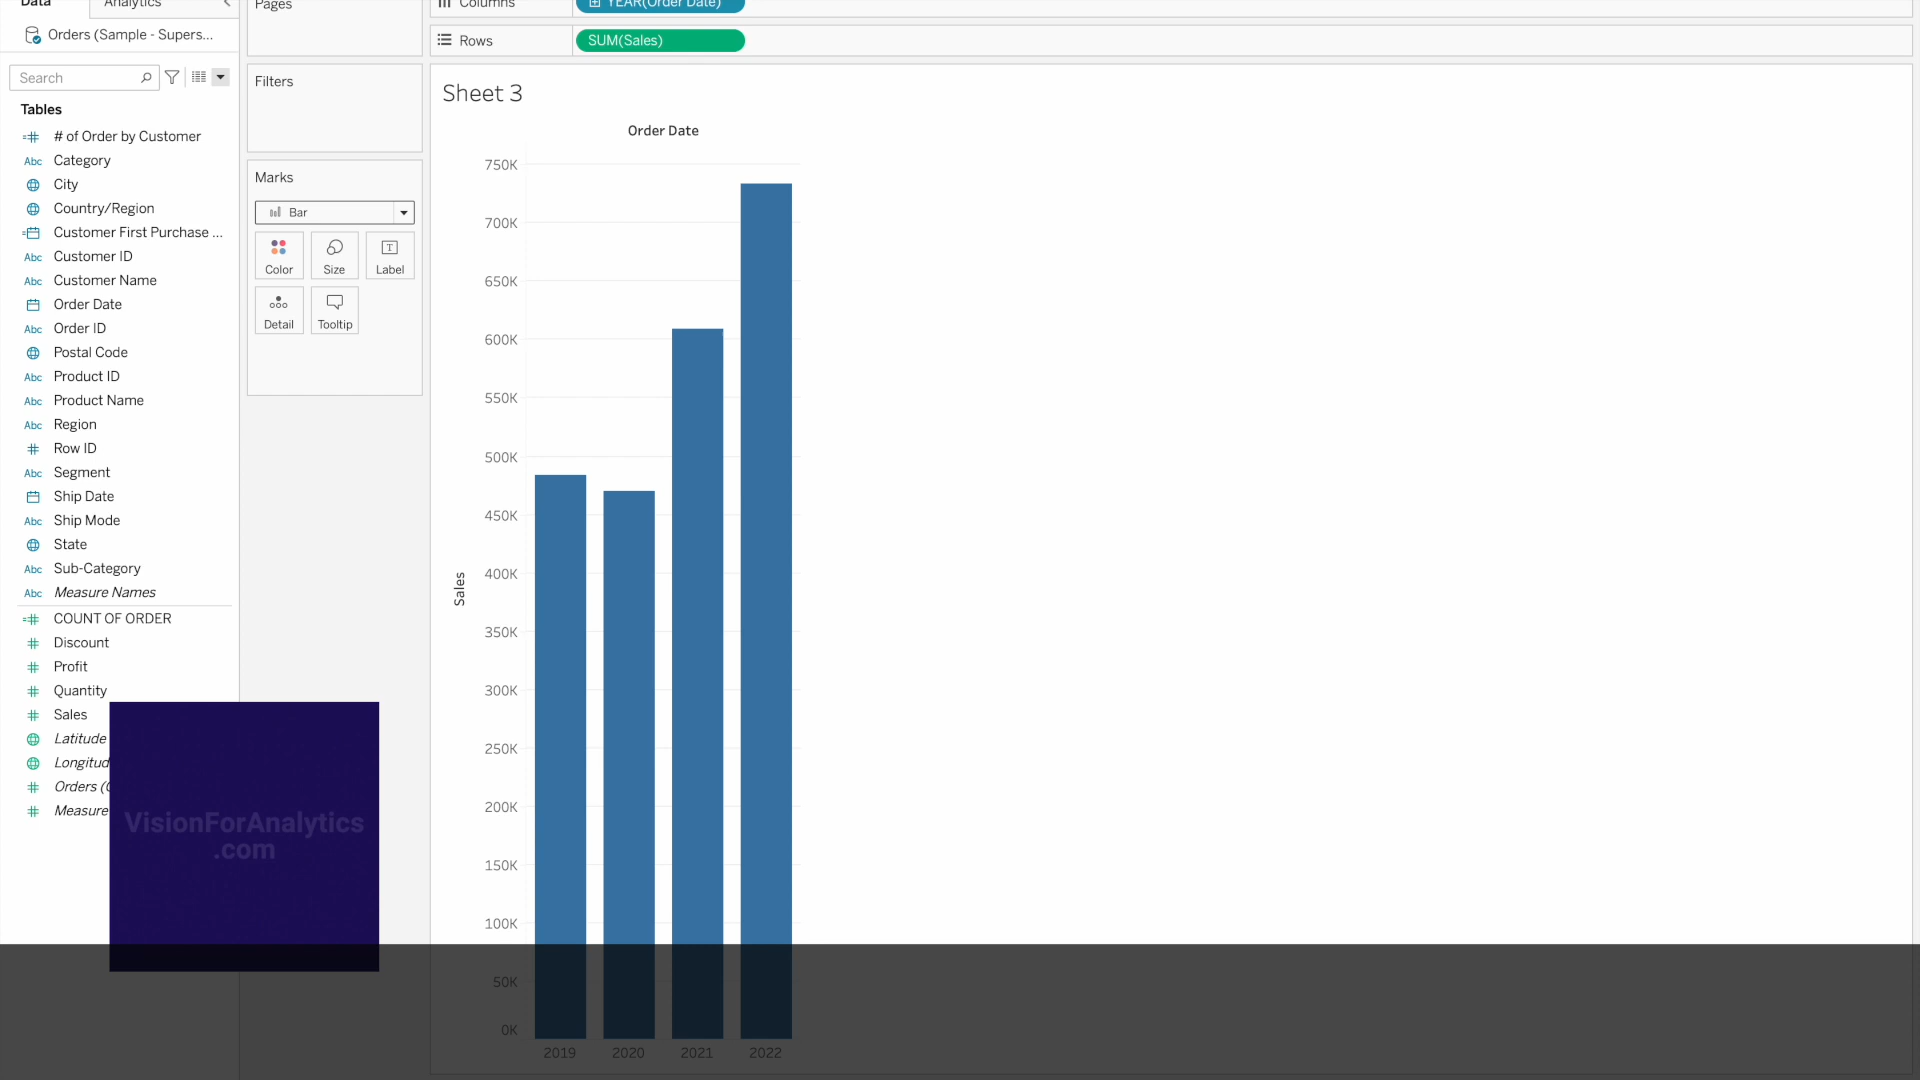 Data
Analytics
Pages
Columns
YEAR(Order Date)
Orders (Sample - Supers...
Rows
SUM(Sales)
Search
Filters
Sheet 3
Tables
# of Order by Customer
Category
City
Country/Region
Customer First Purchase ...
Customer ID
Customer Name
Order Date
Order ID
Postal Code
Product ID
Product Name
Region
Row ID
Segment
Ship Date
Ship Mode
State
Sub-Category
Measure Names
COUNT OF ORDER
Discount
Profit
Quantity
Sales
Latitude
Longitud
Orders (
Measure
Marks
Bar
Color
Size
Label
Detail
Tooltip
Order Date
750K
700K
650K
600K
550K
500K
450K
400K
350K
300K
250K
200K
150K
100K
50K
0K
Sales
2019
2020
2021
2022
VisionForAnalytics
.com